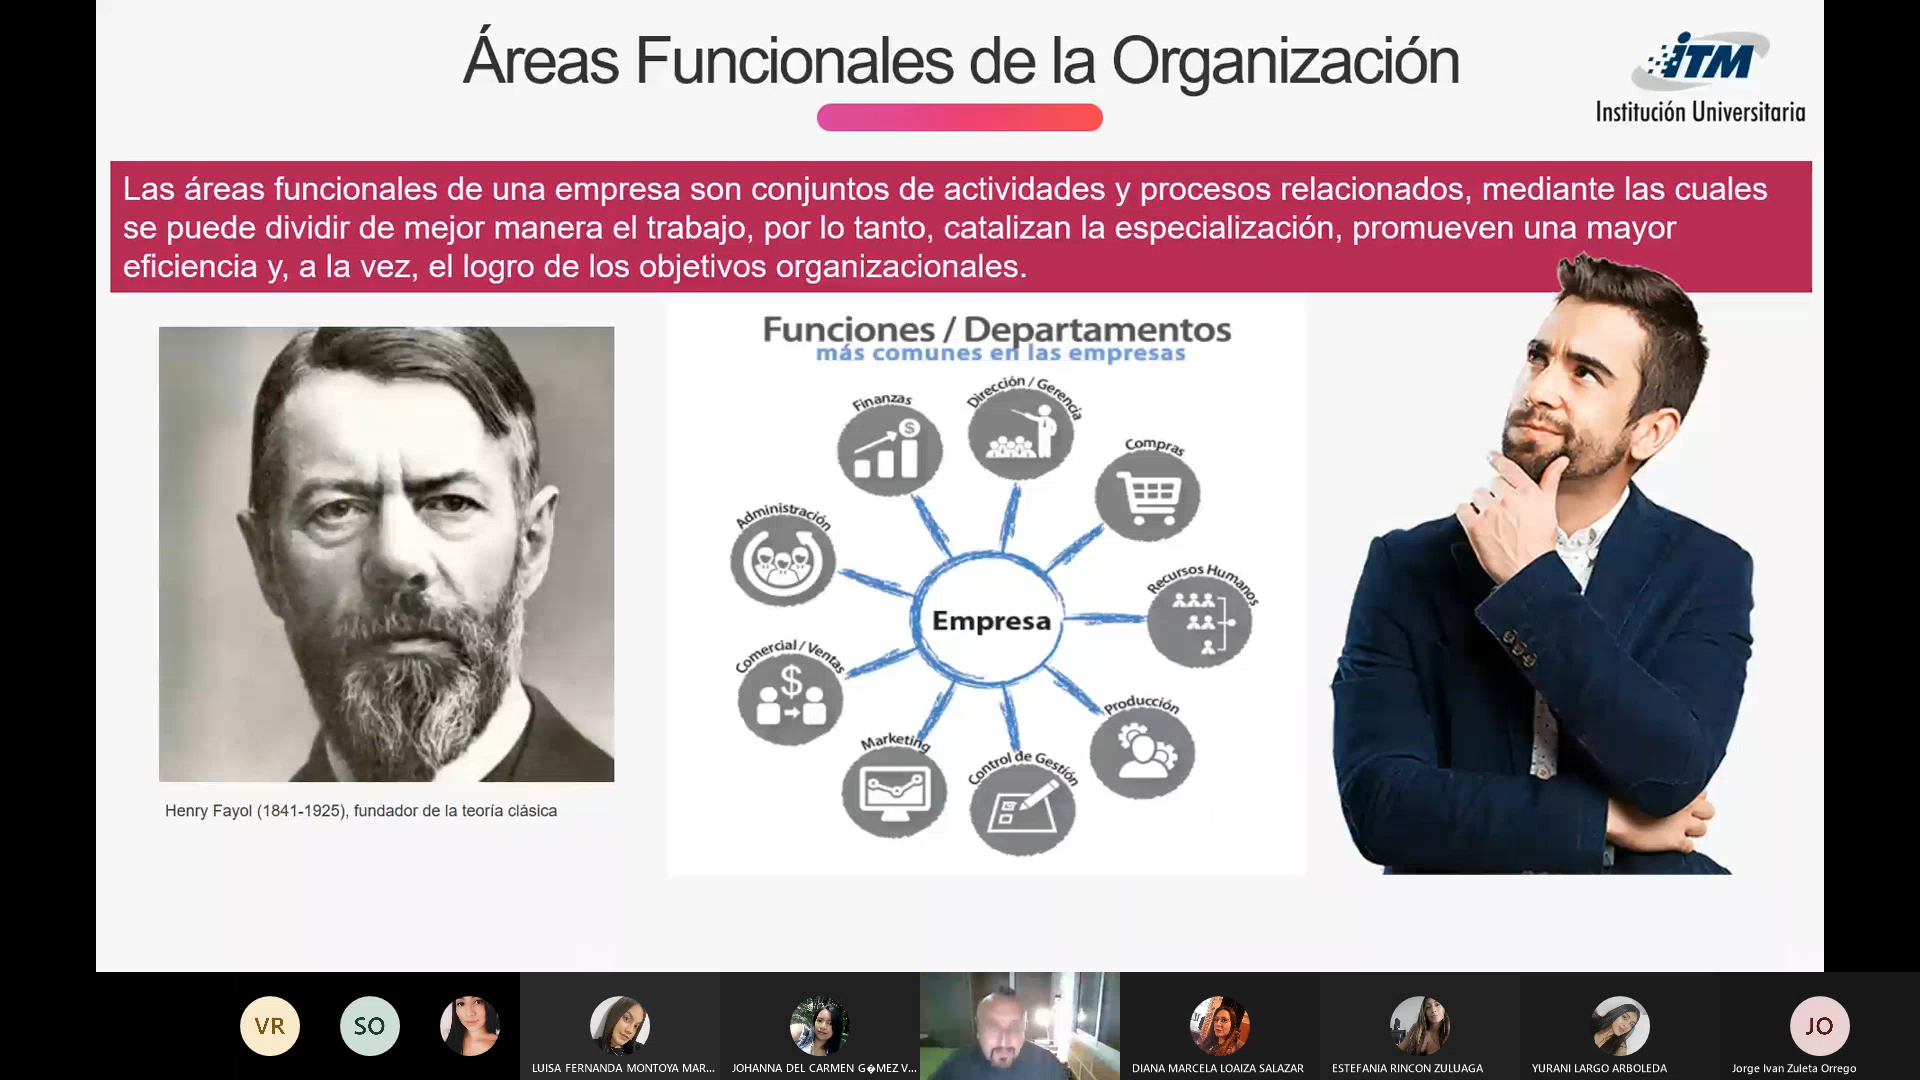 Áreas Funcionales de la Organización
iTM
Institución Universitaria
Las áreas funcionales de una empresa son conjuntos de actividades y procesos relacionados, mediante las cuales
se puede dividir de mejor manera el trabajo, por lo tanto, catalizan la especialización, promueven una mayor
eficiencia y, a la vez, el logro de los objetivos organizacionales.
Funciones / Departamentos
más comunes en las empresas
Finanzas
Dirección / Gerencia
Compras
Administración
Recursos Humanos
Empresa
Comercial / Ventas
Producción
Marketing
Control de Gestión
Henry Fayol (1841-1925), fundador de la teoría clásica
VR
SO
JO
LUISA FERNANDA MONTOYA MAR...
JOHANNA DEL CARMEN G�MEZ V...
DIANA MARCELA LOAIZA SALAZAR
ESTEFANIA RINCON ZULUAGA
YURANI LARGO ARBOLEDA
Jorge Ivan Zuleta Orrego